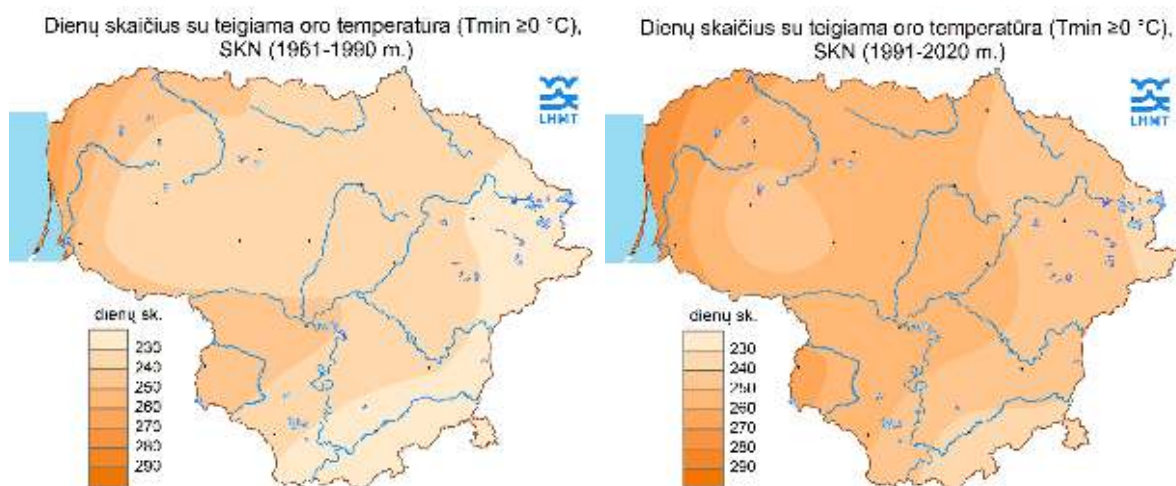 Dienų skaičius su teigiama oro temperatūra (Tmin ≥0 °C),
SKN (1961-1990 m.)
LHMT
dienų sk.
230
240
250
260
270
280
290
Dienų skaičius su teigiama oro temperatūra (Tmin ≥0 °C),
SKN (1991-2020 m.)
LHMT
dienų sk.
230
240
250
260
270
280
290